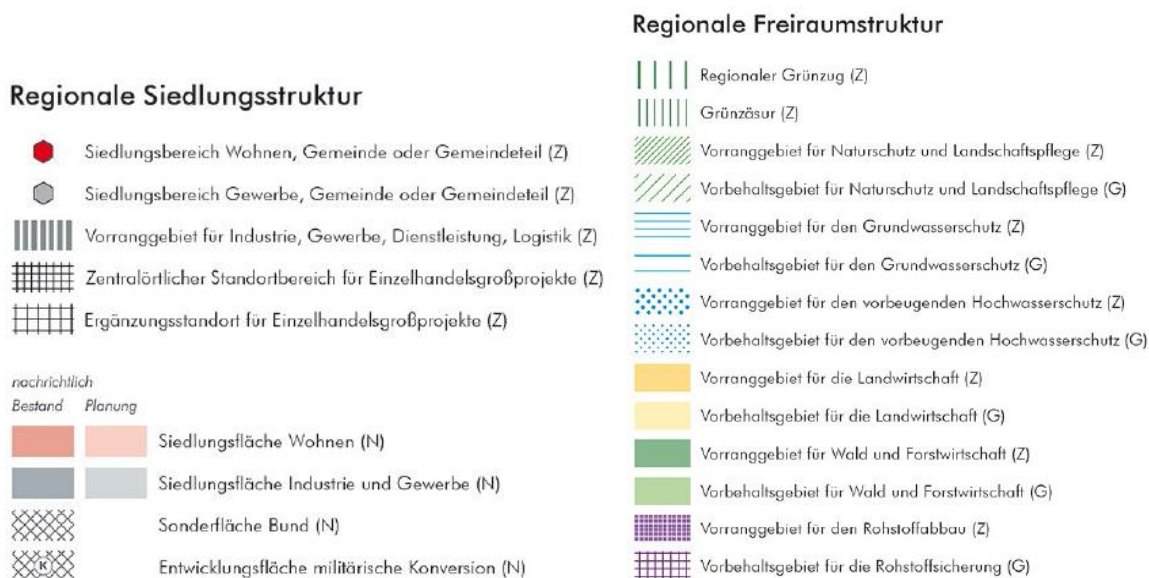 Regionale Siedlungsstruktur
Siedlungsbereich Wohnen, Gemeinde oder Gemeindeteil (Z)
Siedlungsbereich Gewerbe, Gemeinde oder Gemeindeteil (Z)
Vorranggebiet für Industrie, Gewerbe, Dienstleistung, Logistik (Z)
Zentralörtlicher Standortbereich für Einzelhandelsgroßprojekte (Z)
Ergänzungsstandort für Einzelhandelsgroßprojekte (Z)
nachrichtlich
Bestand Planung
Siedlungsfläche Wohnen (N)
Siedlungsfläche Industrie und Gewerbe (N)
Sonderfläche Bund (N)
K Entwicklungsfläche militärische Konversion (N)
Regionale Freiraumstruktur
Regionaler Grünzug (Z)
Grünzäsur (Z)
Vorranggebiet für Naturschutz und Landschaftspflege (Z)
Vorbehaltsgebiet für Naturschutz und Landschaftspflege (G)
Vorranggebiet für den Grundwasserschutz (Z)
Vorbehaltsgebiet für den Grundwasserschutz (G)
Vorranggebiet für den vorbeugenden Hochwasserschutz (Z)
Vorbehaltsgebiet für den vorbeugenden Hochwasserschutz (G)
Vorranggebiet für die Landwirtschaft (Z)
Vorbehaltsgebiet für die Landwirtschaft (G)
Vorranggebiet für Wald und Forstwirtschaft (Z)
Vorbehaltsgebiet für Wald und Forstwirtschaft (G)
Vorranggebiet für den Rohstoffabbau (Z)
Vorbehaltsgebiet für die Rohstoffsicherung (G)